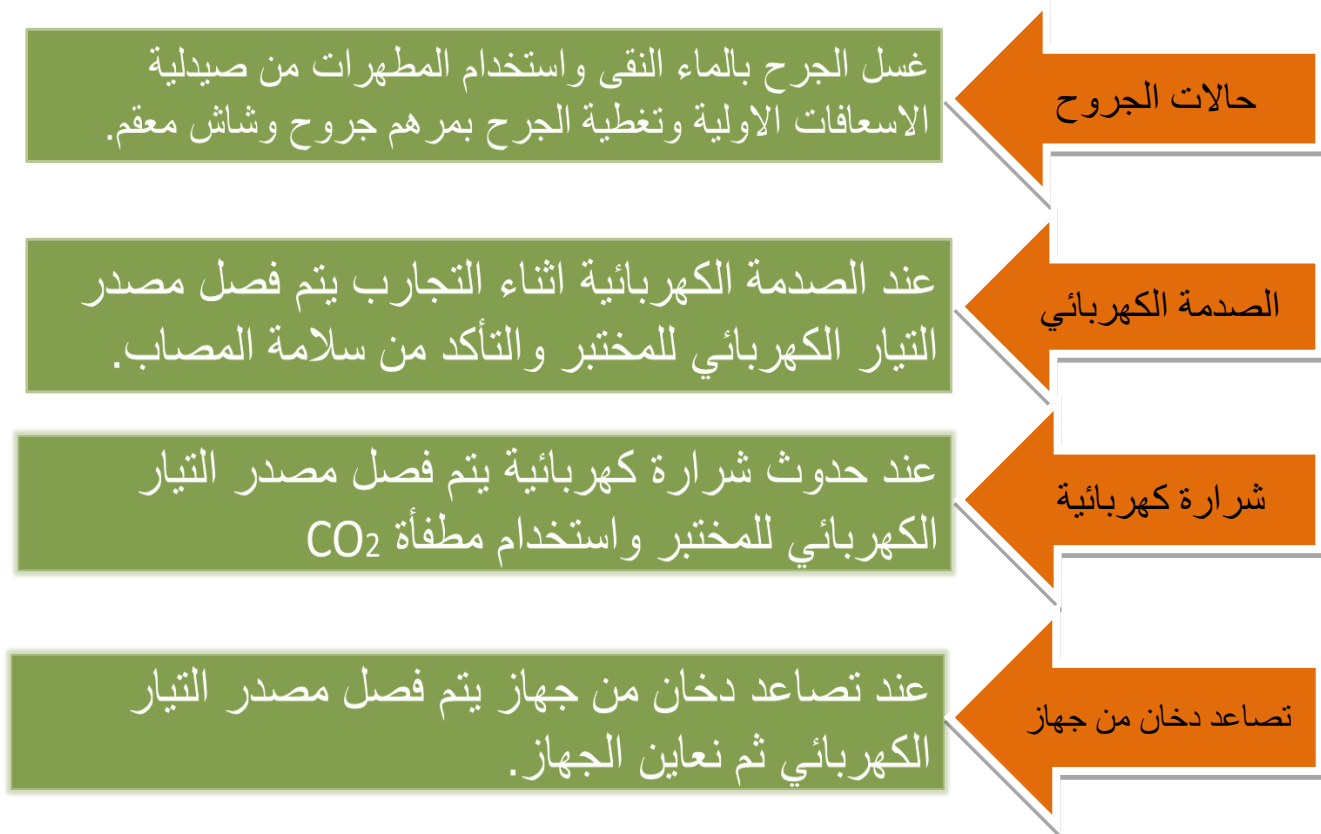 حالات الجروح
غسل الجرح بالماء النقى واستخدام المطهرات من صيدلية
الاسعافات الاولية وتغطية الجرح بمرهم جروح وشاش معقم.
الصدمة الكهربائي
عند الصدمة الكهربائية اثناء التجارب يتم فصل مصدر
التيار الكهربائي للمختبر والتأكد من سلامة المصاب.
شرارة كهربائية
عند حدوث شرارة كهربائية يتم فصل مصدر التيار
الكهربائي للمختبر واستخدام مطفأة CO2
تصاعد دخان من جهاز
عند تصاعد دخان من جهاز يتم فصل مصدر التيار
الكهربائي ثم نعاين الجهاز.